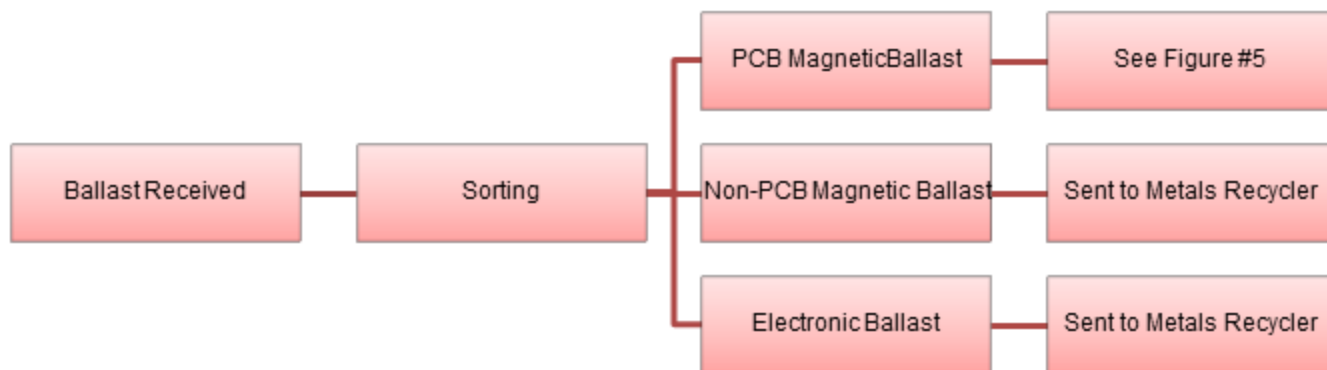 PCB MagneticBallast
See Figure #5
Ballast Received
Sorting
Non-PCB Magnetic Ballast
Sent to Metals Recycler
Electronic Ballast
Sent to Metals Recycler